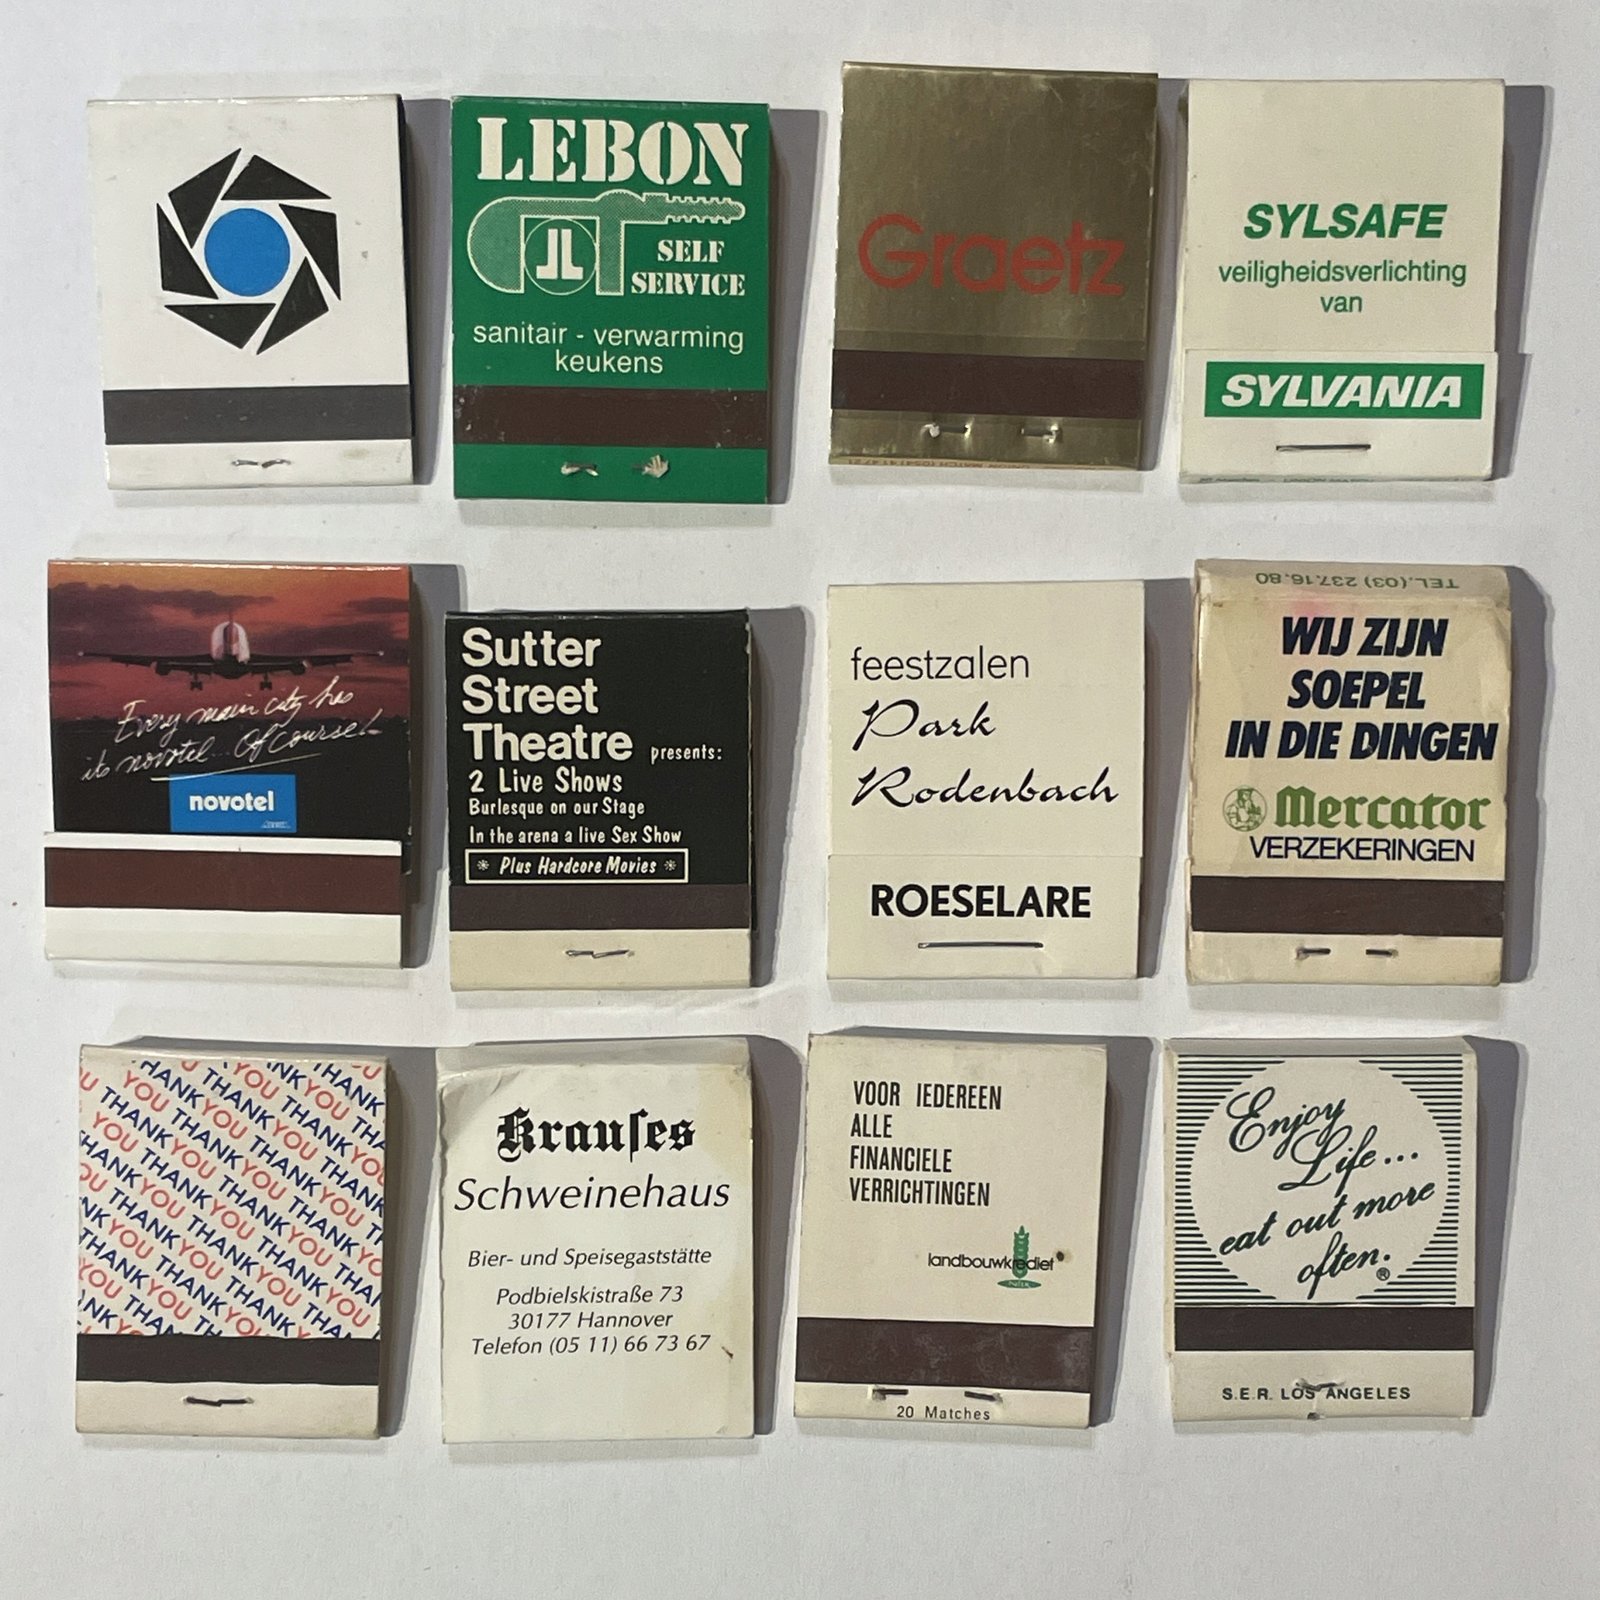 LEBON
JL
SELF
SERVICE
sanitair - verwarming
keukens
Graetz
SYLSAFE
veiligheidsverlichting
van
SYLVANIA
Every main city has
its novotel... Of course!
novotel
Sutter
Street
Theatre presents:
2 Live Shows
Burlesque on our Stage
In the arena a live Sex Show
* Plus Hardcore Movies *
feestzalen
Park
Rodenbach
ROESELARE
TEL.(03) 237.16.80
WIJ ZIJN
SOEPEL
IN DIE DINGEN
Mercator
VERZEKERINGEN
THANK YOU THANK YOU THANK YOU
Krauſes
Schweinehaus
Bier- und Speisegaststätte
Podbielskistraße 73
30177 Hannover
Telefon (05 11) 66 73 67
VOOR IEDEREEN
ALLE
FINANCIELE
VERRICHTINGEN
landbouwkrediet
20 Matches
Enjoy
Life...
eat out more
often.®
S.E.R. LOS ANGELES